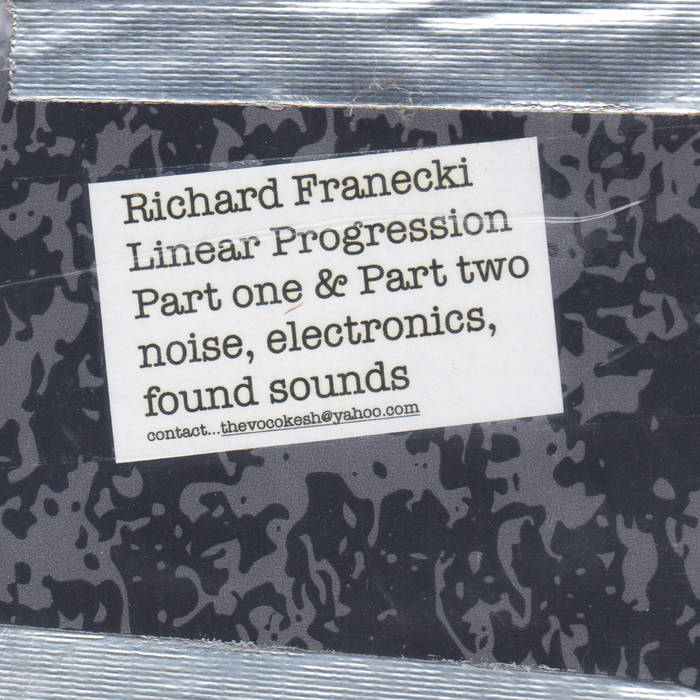 Richard Franecki
Linear Progression
Part one & Part two
noise, electronics,
found sounds
contact...thevocokesh@yahoo.com